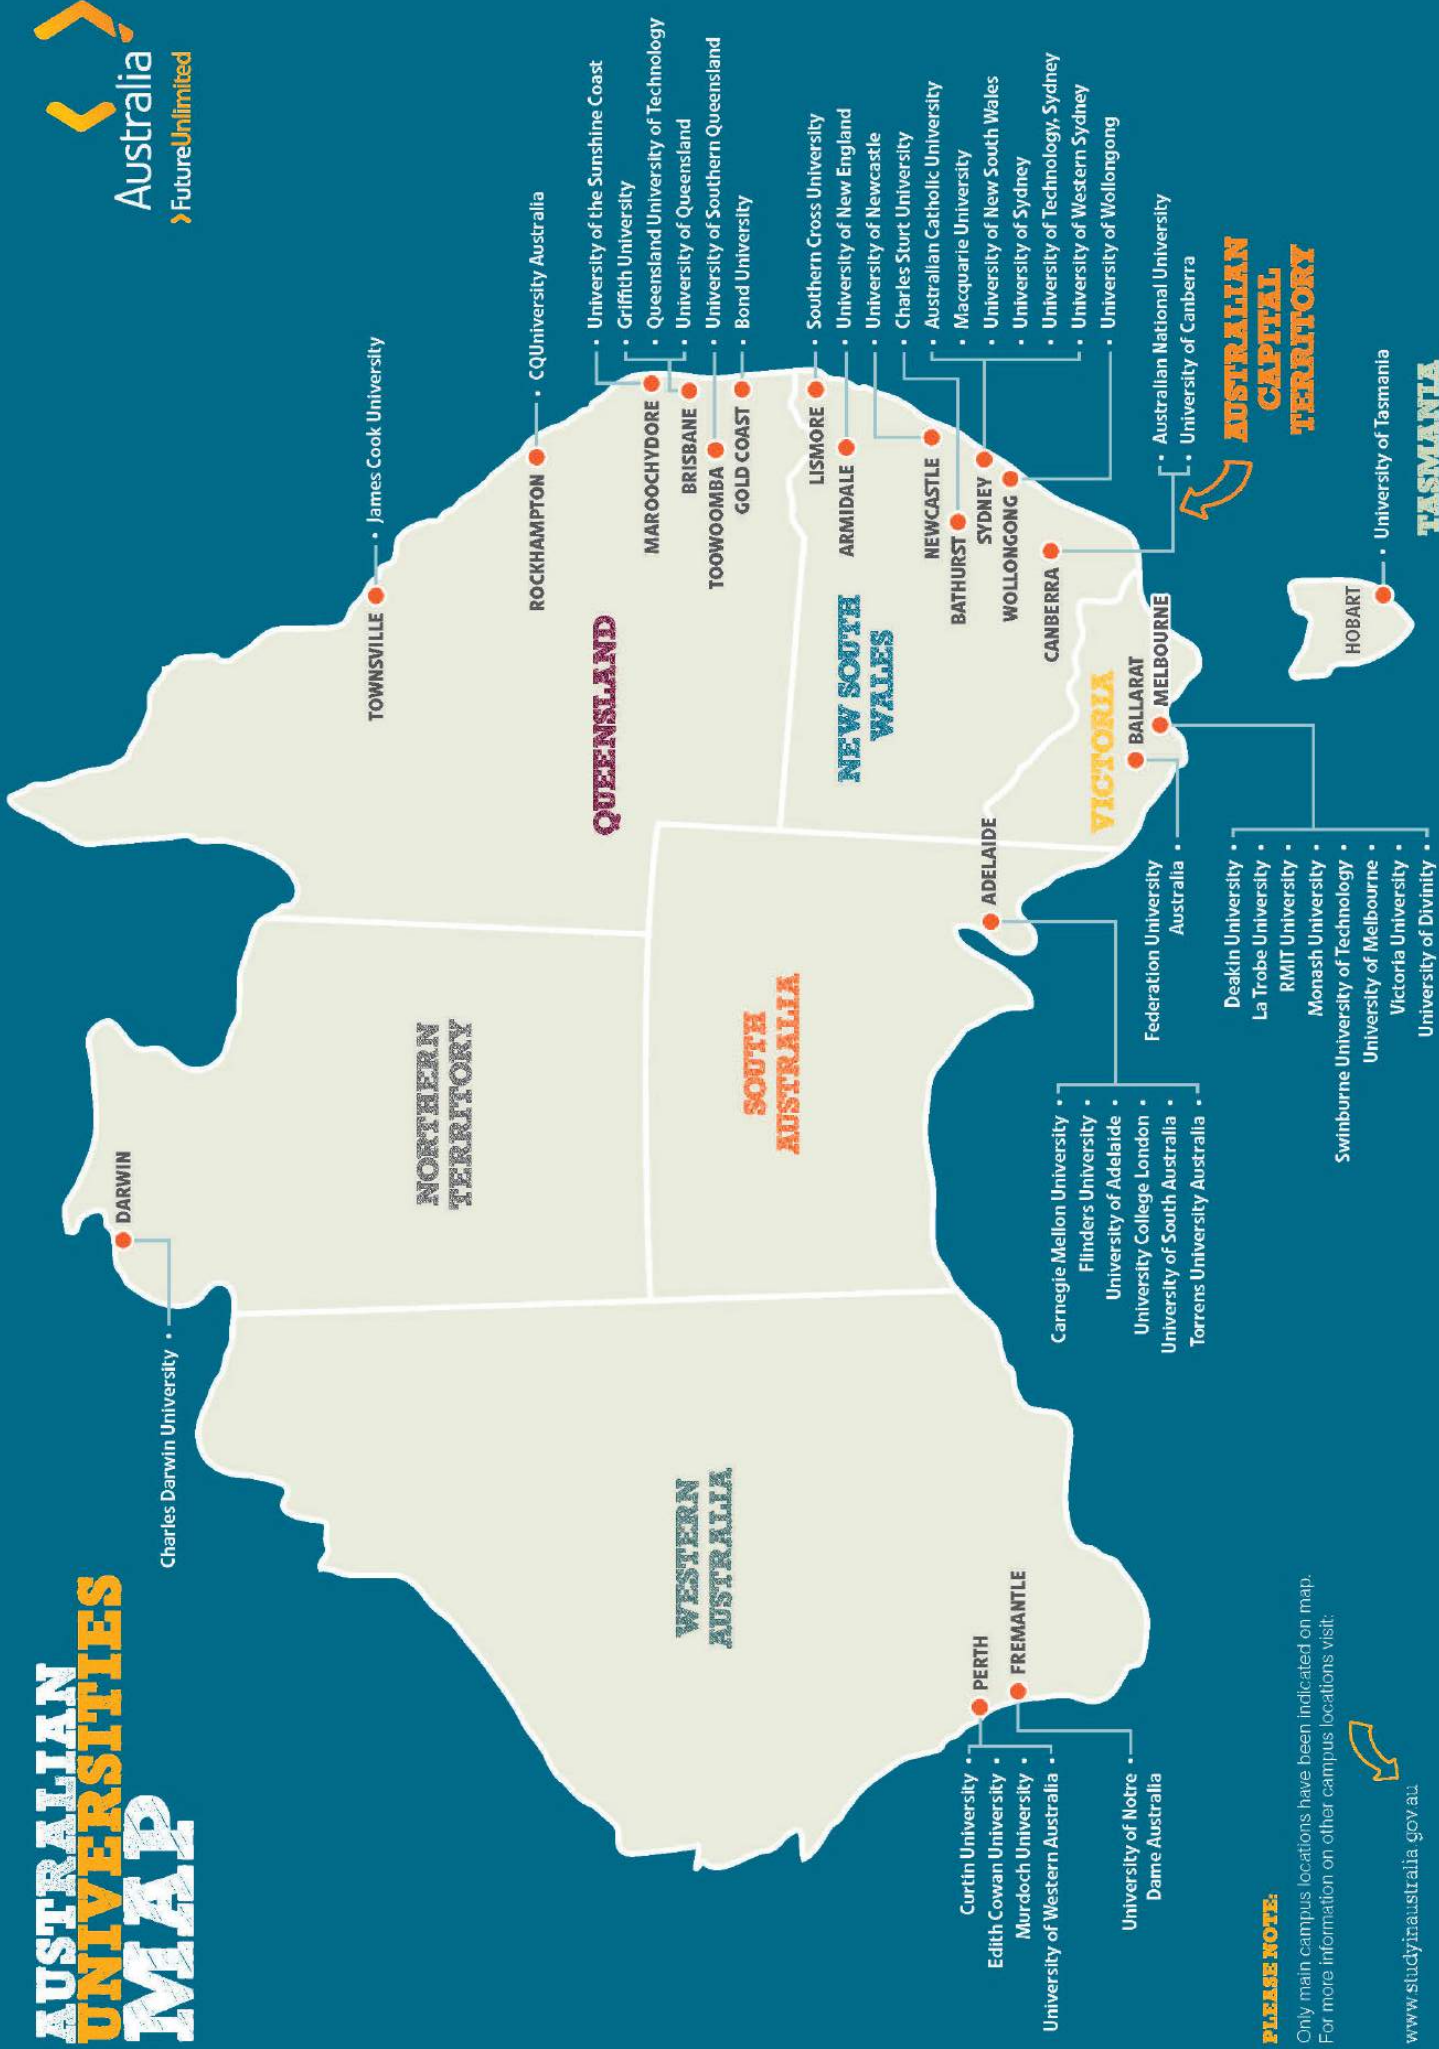 AUSTRALIAN
UNIVERSITIES
MAP
Australia
FutureUnlimited
Charles Darwin University
DARWIN
NORTHERN
TERRITORY
James Cook University
TOWNSVILLE
CQUniversity Australia
ROCKHAMPTON
QUEENSLAND
University of the Sunshine Coast
Griffith University
Queensland University of Technology
University of Queensland
University of Southern Queensland
Bond University
MAROOCHYDORE
BRISBANE
TOOWOOMBA
GOLD COAST
Southern Cross University
University of New England
University of Newcastle
Charles Sturt University
Australian Catholic University
Macquarie University
University of New South Wales
University of Sydney
University of Technology, Sydney
University of Western Sydney
University of Wollongong
LISMORE
ARMIDALE
NEWCASTLE
BATHURST
SYDNEY
WOLLONGONG
CANBERRA
NEW SOUTH
WALES
Australian National University
University of Canberra
AUSTRALIAN
CAPITAL
TERRITORY
WESTERN
AUSTRALIA
SOUTH
AUSTRALIA
ADELAIDE
VICTORIA
BALLARAT
MELBOURNE
PERTH
FREMANTLE
Curtin University
Edith Cowan University
Murdoch University
University of Western Australia
University of Notre
Dame Australia
Carnegie Mellon University
Flinders University
University of Adelaide
University College London
University of South Australia
Torrens University Australia
Federation University
Australia
Deakin University
La Trobe University
RMIT University
Monash University
Swinburne University of Technology
University of Melbourne
Victoria University
University of Divinity
HOBART
University of Tasmania
TASMANIA
PLEASE NOTE:
Only main campus locations have been indicated on map.
For more information on other campus locations visit:
www.studyinaustralia.gov.au